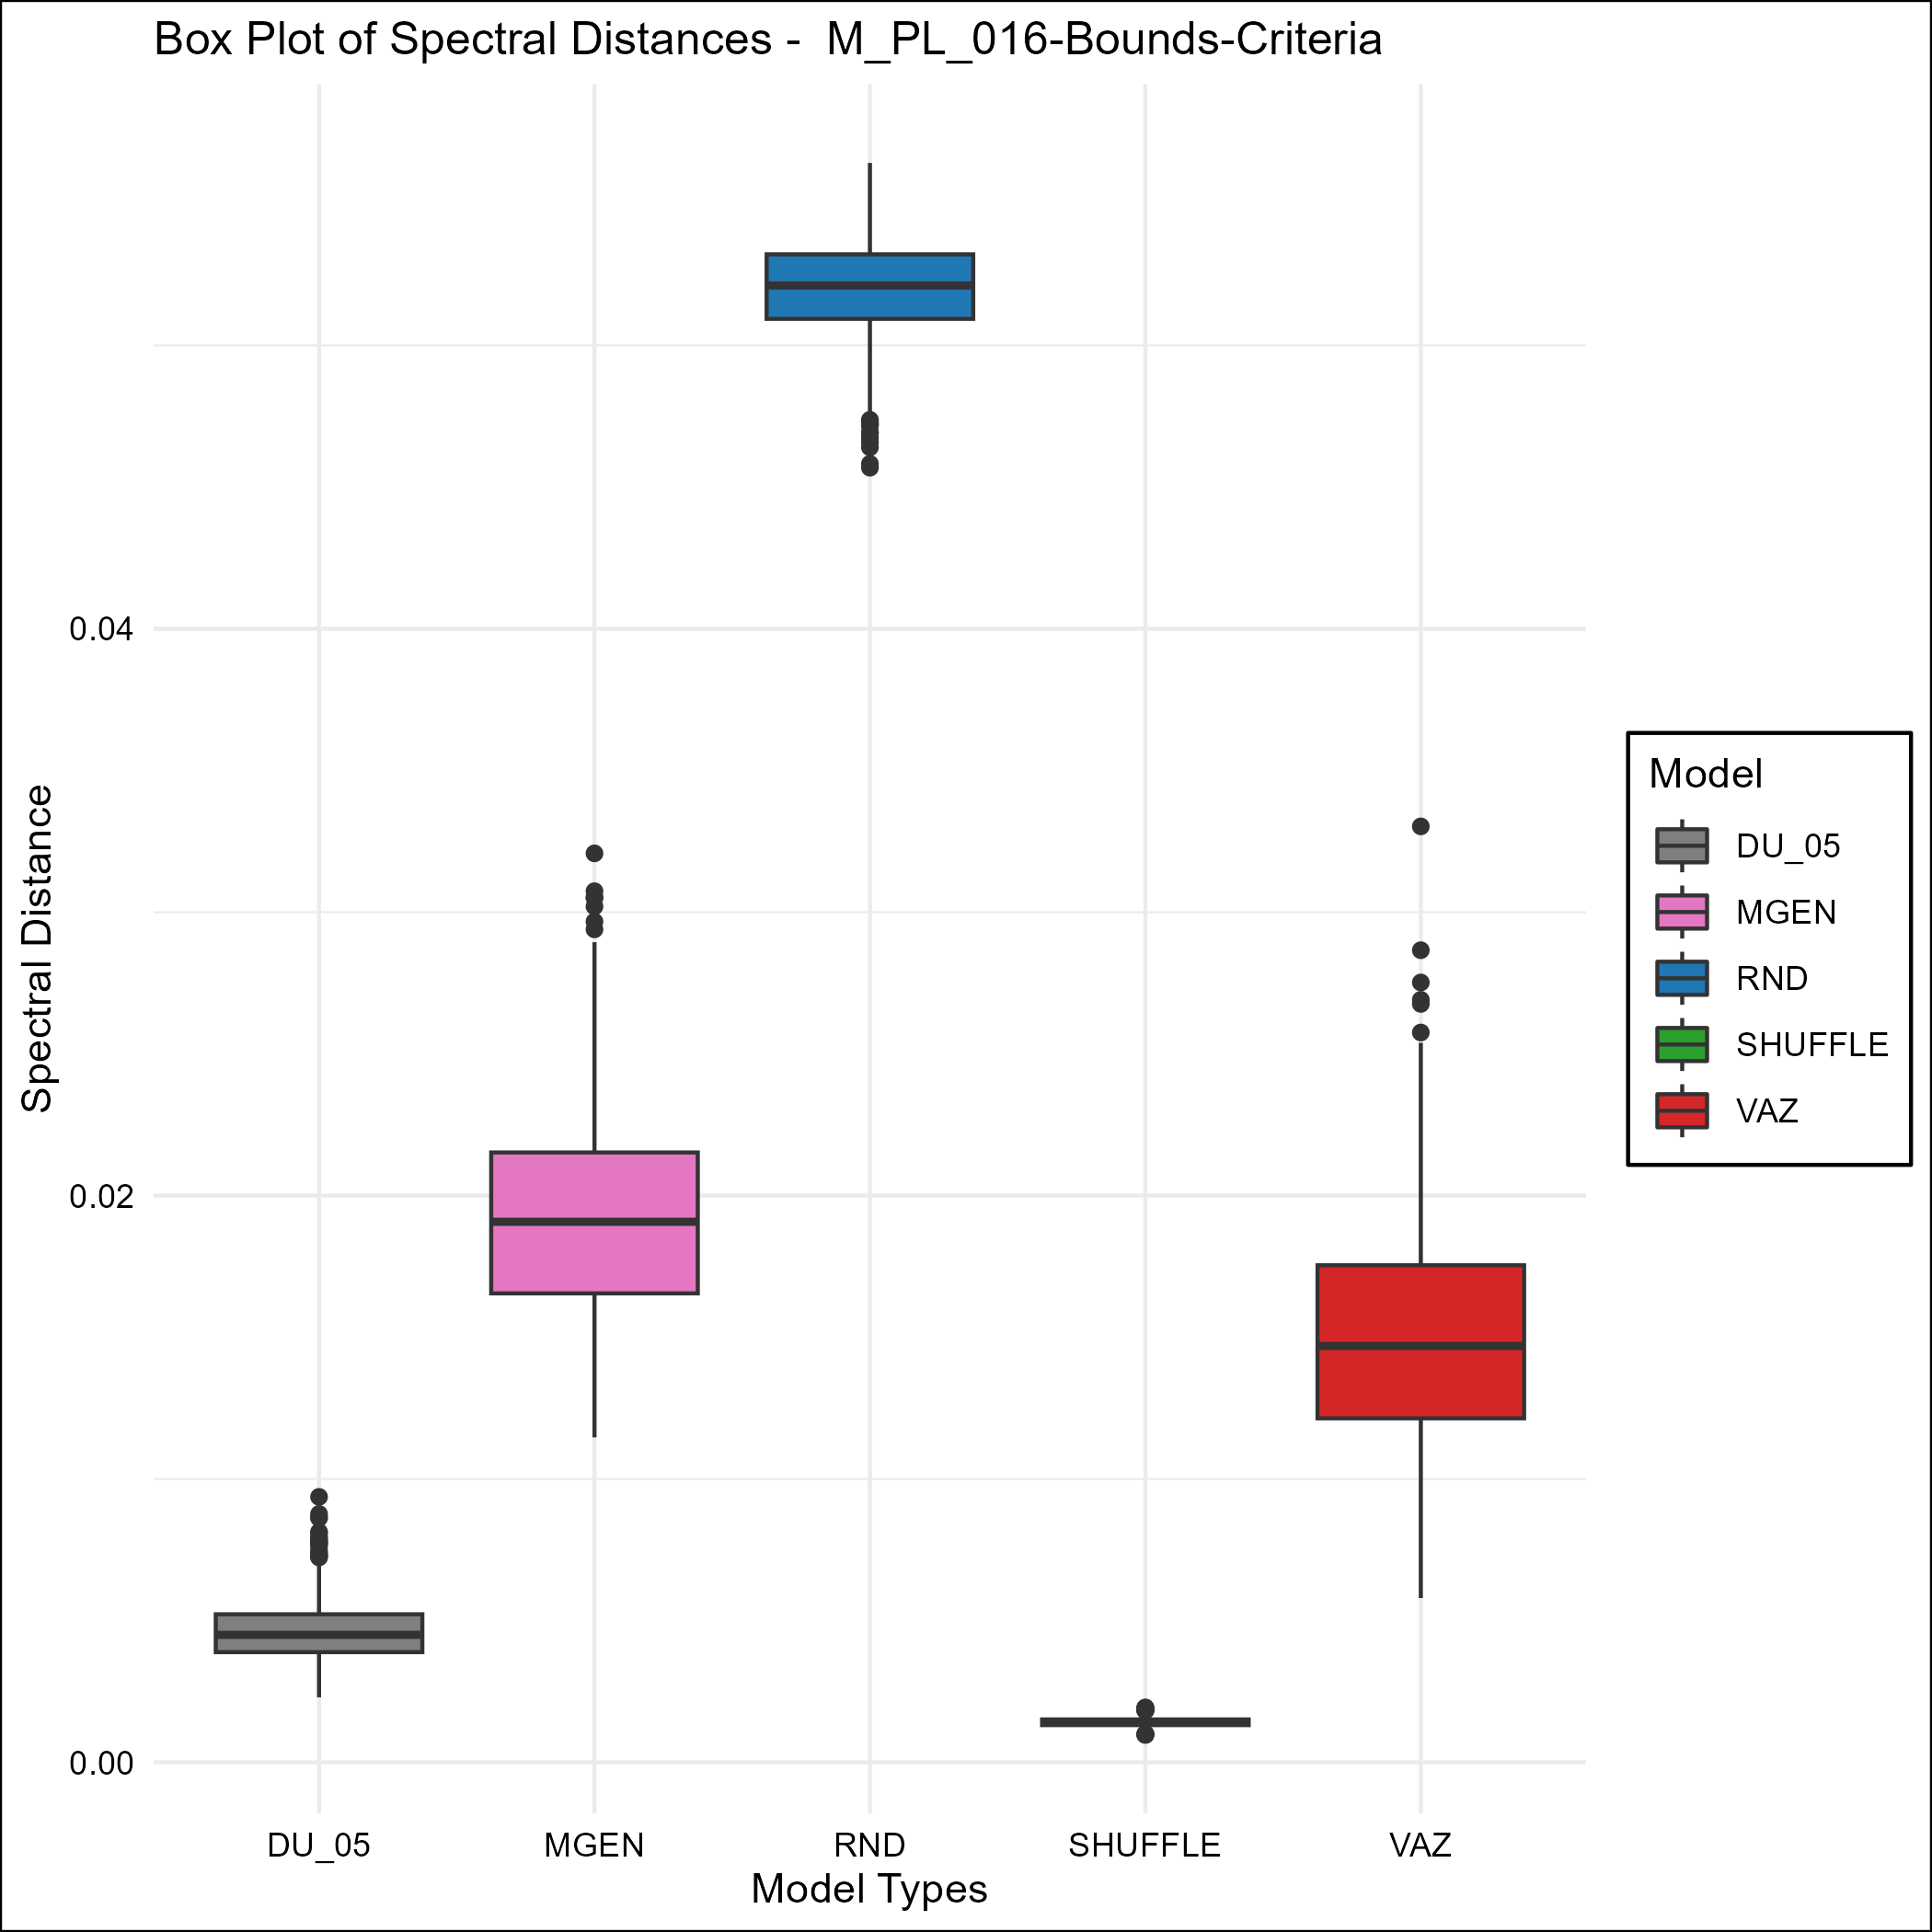 Box Plot of Spectral Distances -  M_PL_016-Bounds-Criteria
Spectral Distance
0.04
0.02
0.00
DU_05
MGEN
RND
SHUFFLE
VAZ
Model Types
Model
DU_05
MGEN
RND
SHUFFLE
VAZ